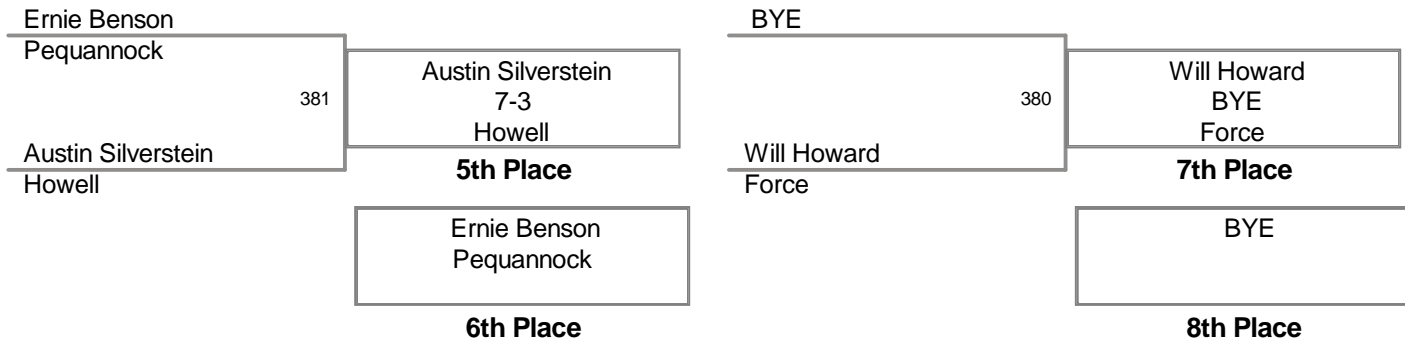 Ernie Benson
Pequannock
381
Austin Silverstein
7-3
Howell
Austin Silverstein
Howell
5th Place
Ernie Benson
Pequannock
6th Place
BYE
380
Will Howard
BYE
Force
Will Howard
Force
7th Place
BYE
8th Place